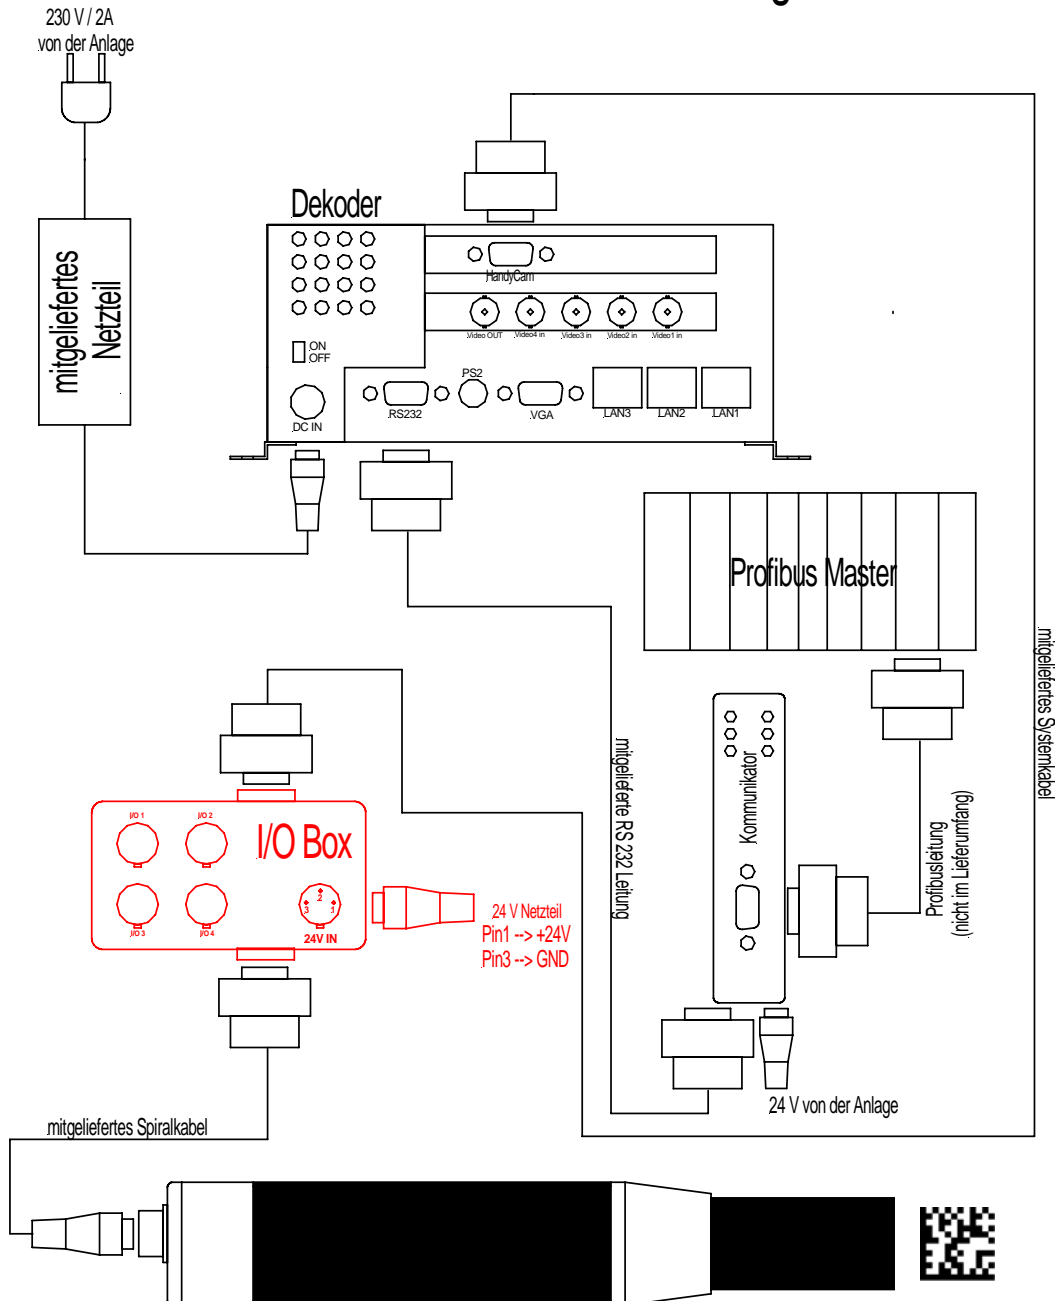 230 V / 2A
von der Anlage
mitgeliefertes
Netzteil
Dekoder
HandyCam
Video OUT
Video4 in
Video3 in
Video2 in
Video1 in
ON
OFF
DC IN
RS232
PS2
VGA
LAN3
LAN2
LAN1
Profibus Master
mitgeliefertes Systemkabel
mitgelieferte RS 232 Leitung
Kommunikator
Profibusleitung
(nicht im Lieferumfang)
I/O 1
I/O 2
I/O Box
I/O 3
I/O 4
2
3
1
24V IN
24 V Netzteil
Pin1 --> +24V
Pin3 --> GND
24 V von der Anlage
mitgeliefertes Spiralkabel